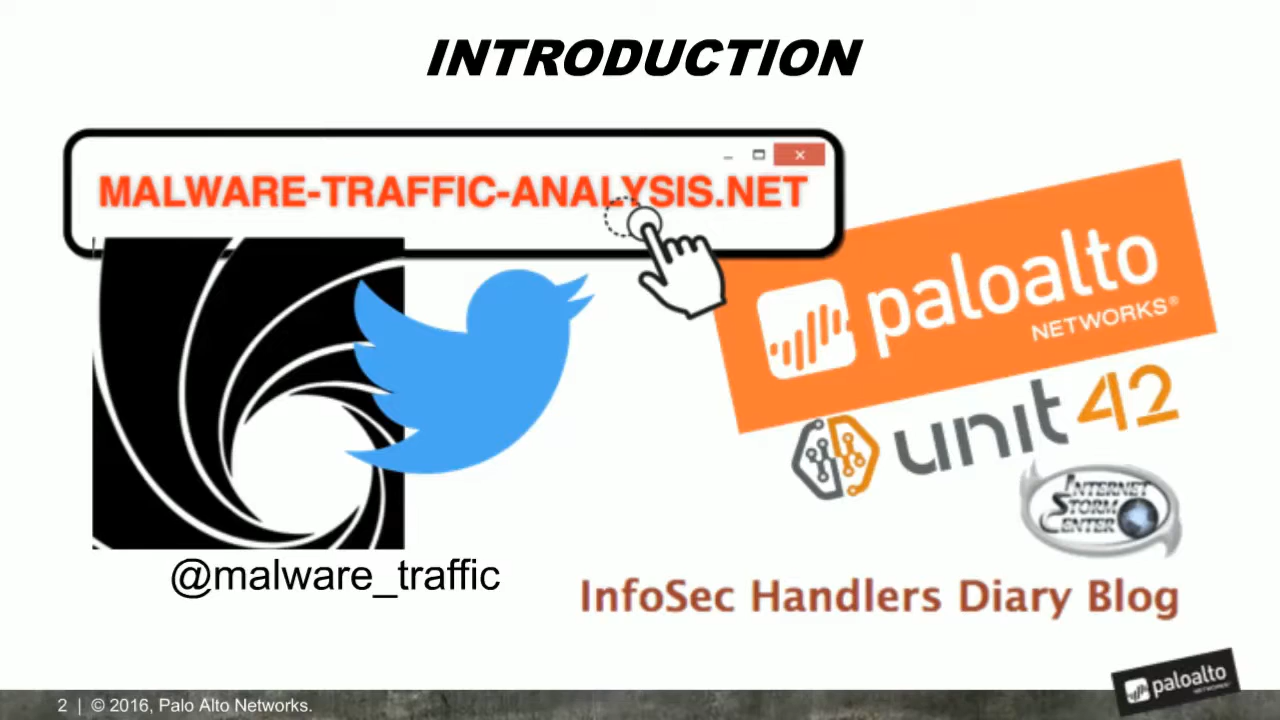 INTRODUCTION
MALWARE-TRAFFIC-ANALYSIS.NET
paloalto
NETWORKS®
unit 42
INTERNET
STORM
CENTER
@malware_traffic
InfoSec Handlers Diary Blog
2 | © 2016, Palo Alto Networks.
paloalto
NETWORKS